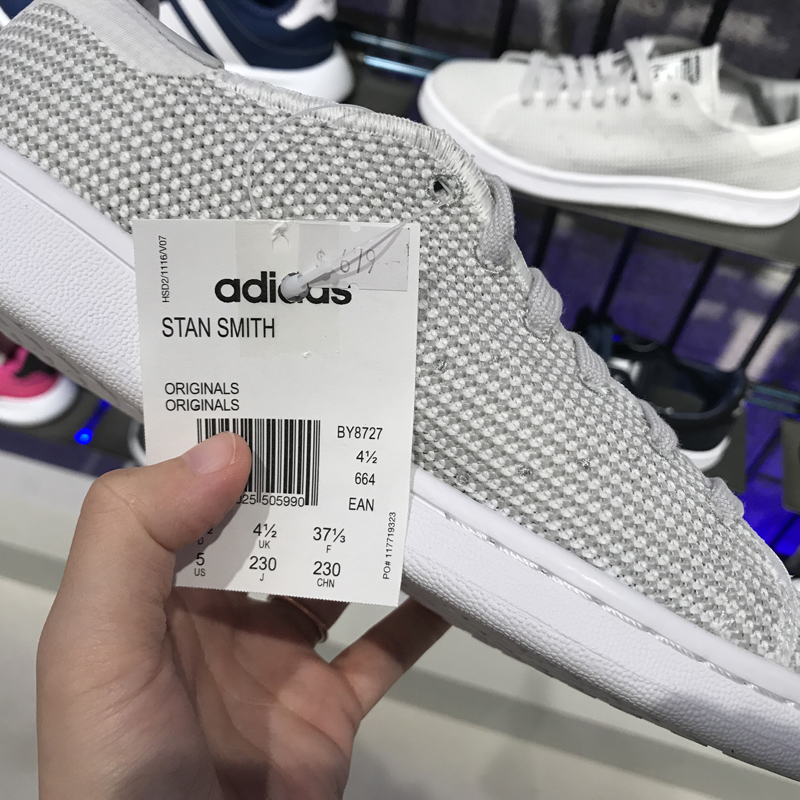 HSD2/1116/V07
679
adidas
STAN SMITH
ORIGINALS
ORIGINALS
BY8727
4½
664
505990
EAN
4½ 37⅓
UK F
5 230 230
US J CHN
PO# 117719323